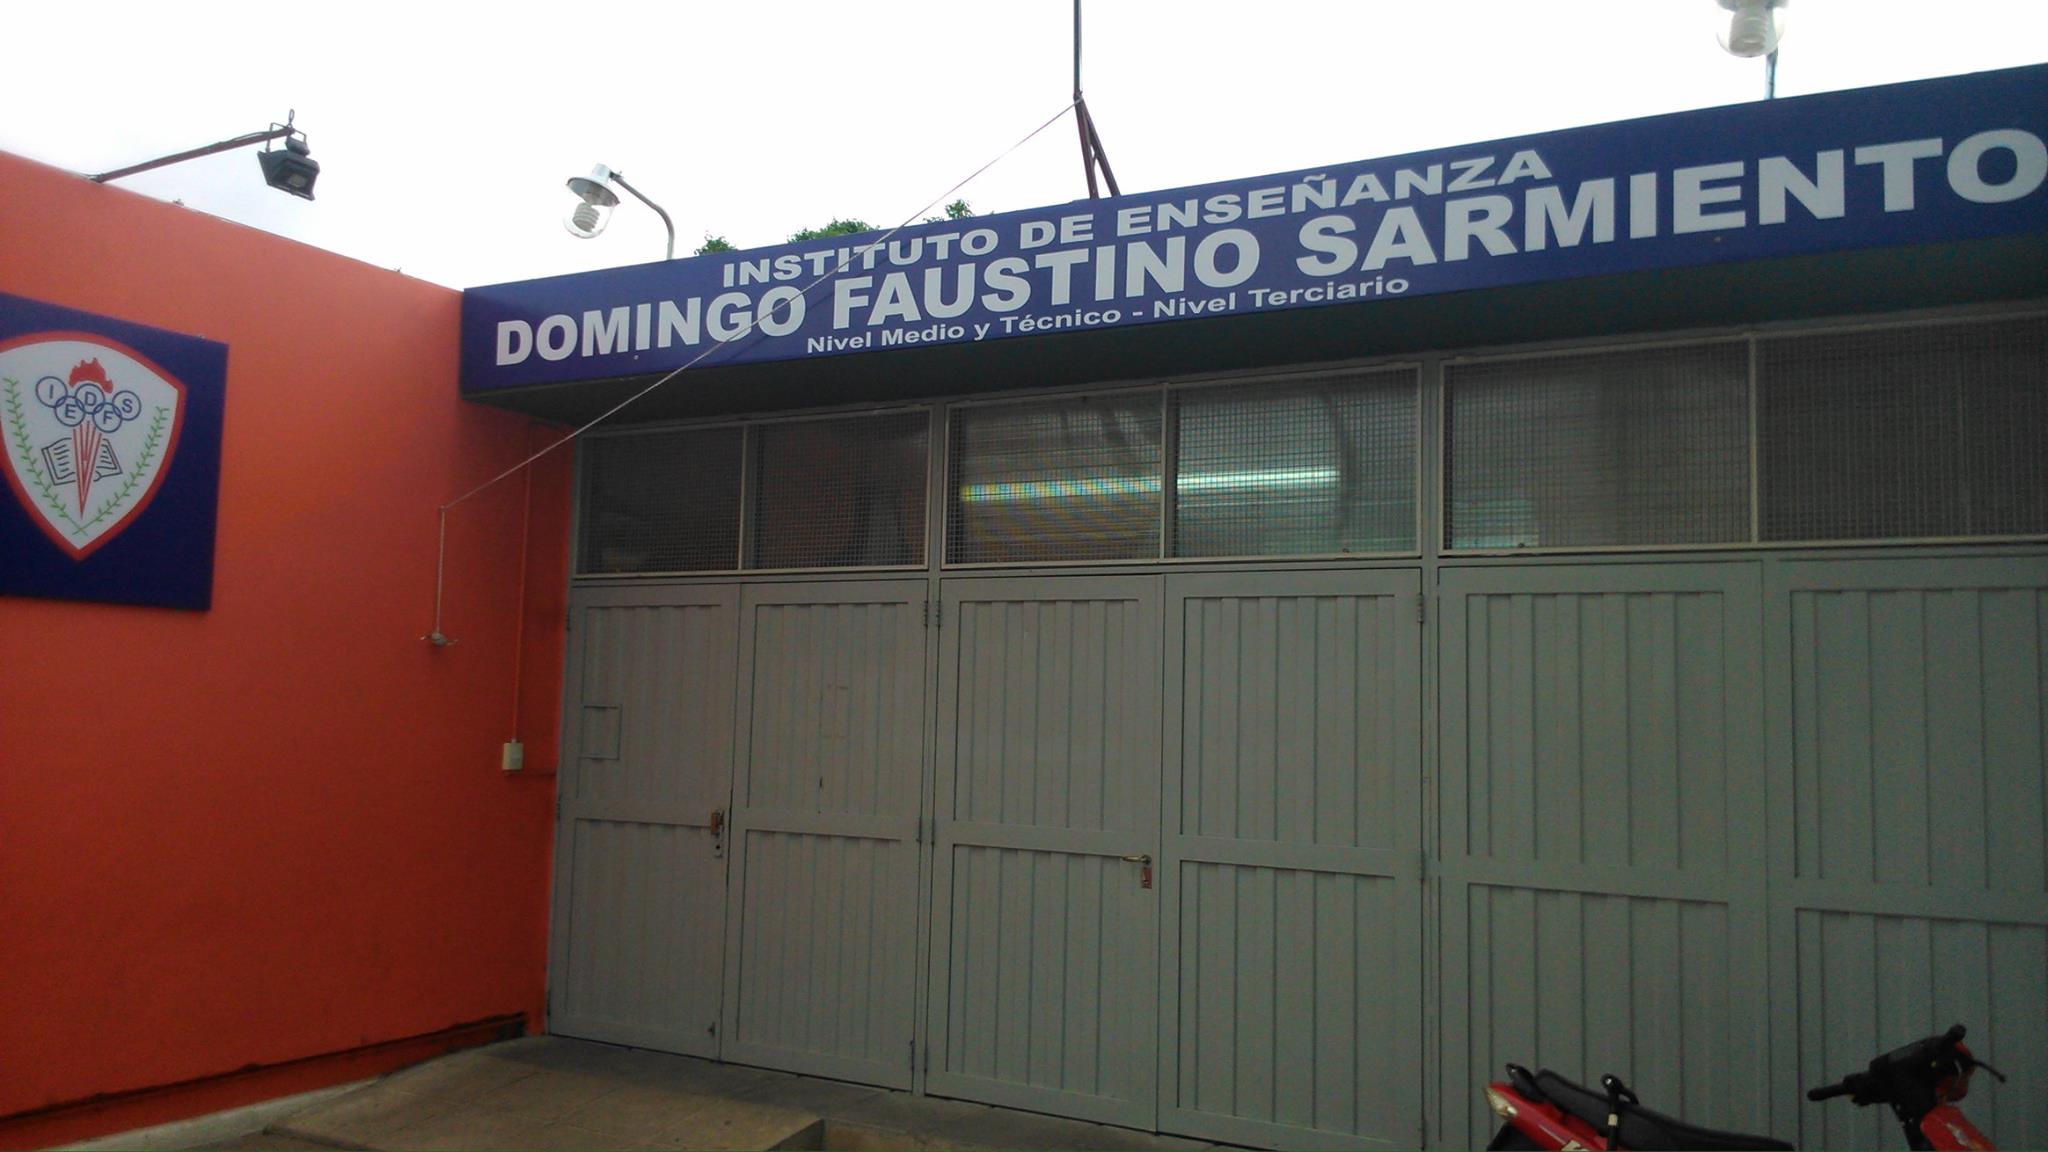 INSTITUTO DE ENSEÑANZA
DOMINGO FAUSTINO SARMIENTO
Nivel Medio y Técnico - Nivel Terciario
IEDFS